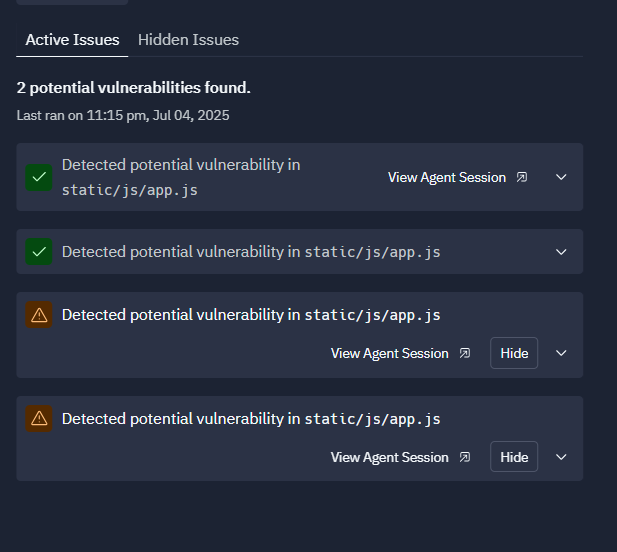 Active Issues Hidden Issues
2 potential vulnerabilities found.
Last ran on 11:15 pm, Jul 04, 2025
Detected potential vulnerability in
static/js/app.js
View Agent Session
Detected potential vulnerability in static/js/app.js
Detected potential vulnerability in static/js/app.js
View Agent Session Hide
Detected potential vulnerability in static/js/app.js
View Agent Session Hide